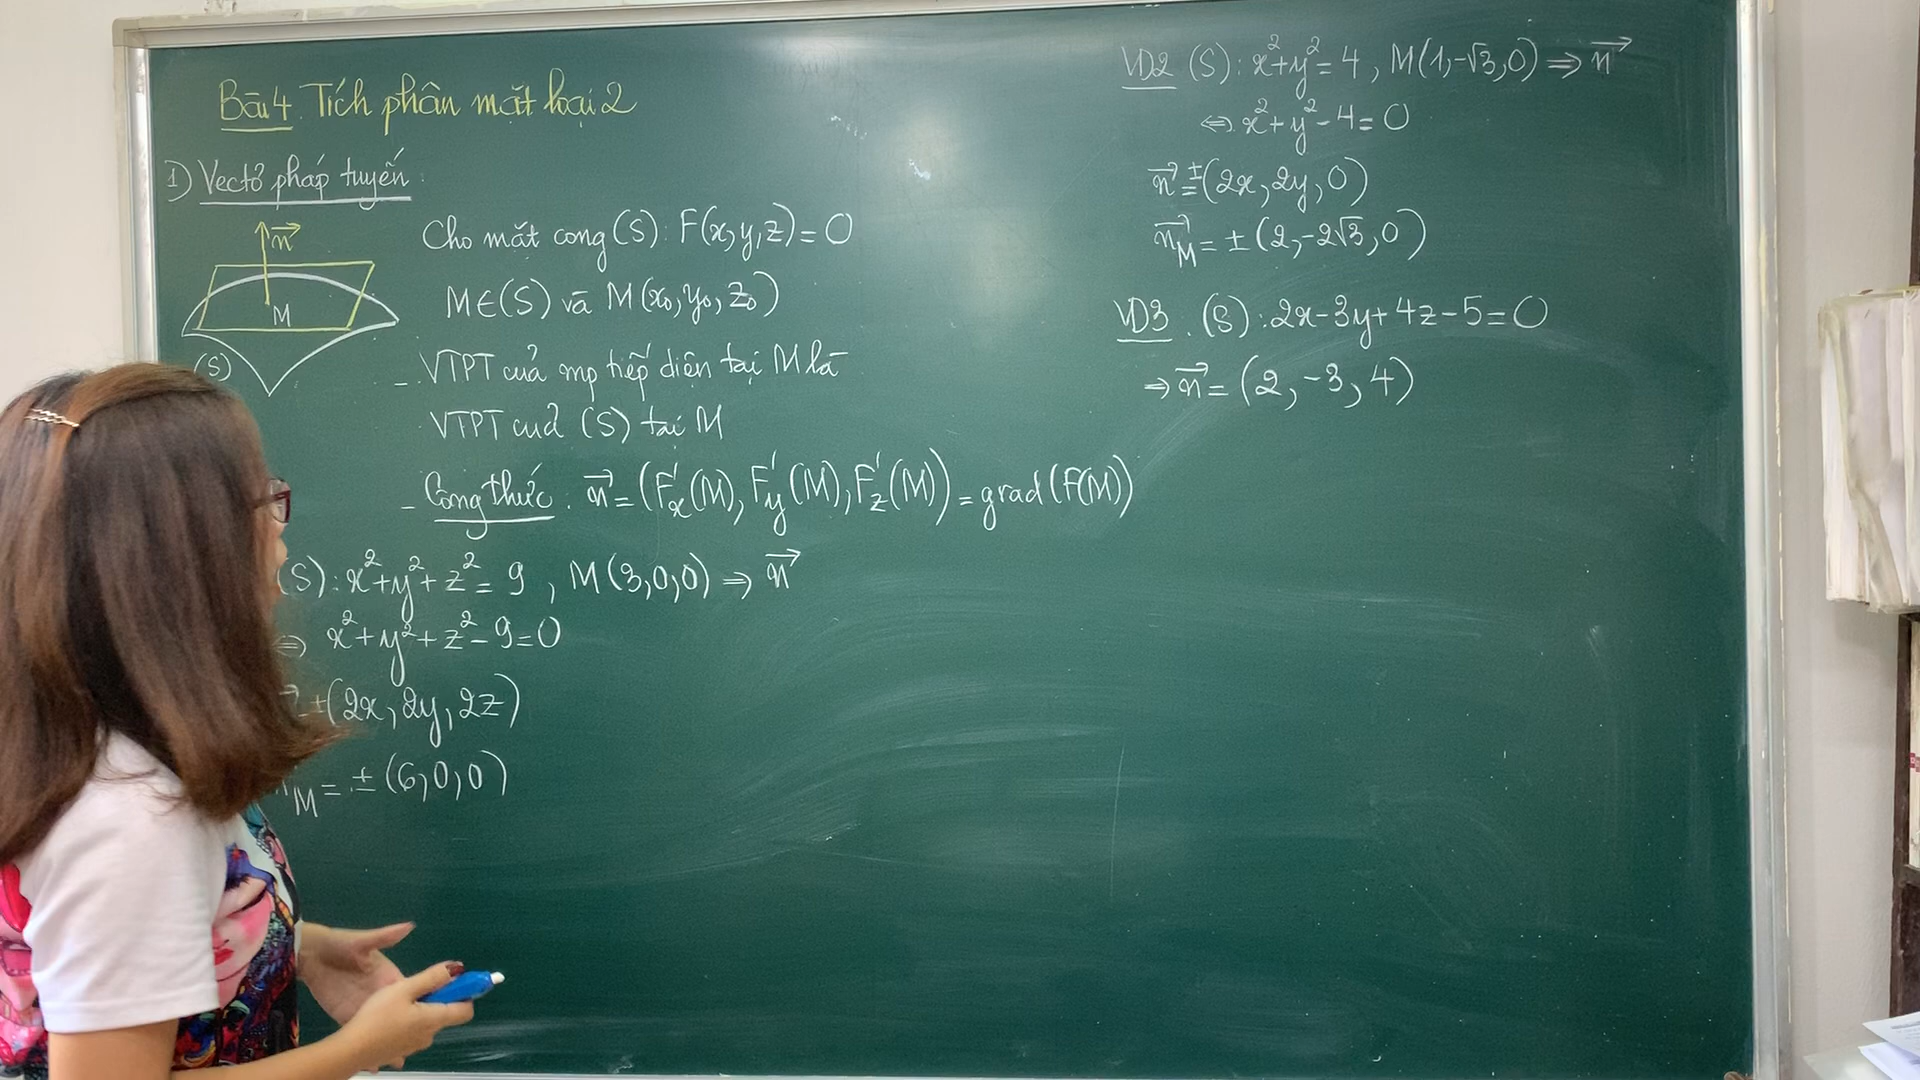 Bài 4. Tích phân mặt loại 2
1) Vectơ pháp tuyến:
n⃗
M
(S)
Cho mặt cong (S): F(x,y,z)=0
M∈(S) và M(x₀,y₀,z₀)
- VTPT của mp tiếp diện tại M là
VTPT của (S) tại M
- Công thức. n⃗ = (F'ₓ(M), F'_y(M), F'_z(M)) = grad(F(M))
(S): x²+y²+z²=9, M(3,0,0) ⇒ n⃗
⇔ x²+y²+z²-9=0
±(2x, 2y, 2z)
M = ±(6,0,0)
VD2 (S): x²+y²=4, M(1,-√3,0) ⇒ n⃗
⇔ x²+y²-4=0
n⃗ = ±(2x, 2y, 0)
n⃗_M = ±(2,-2√3,0)
VD3. (S): 2x-3y+4z-5=0
⇒ n⃗ = (2,-3,4)